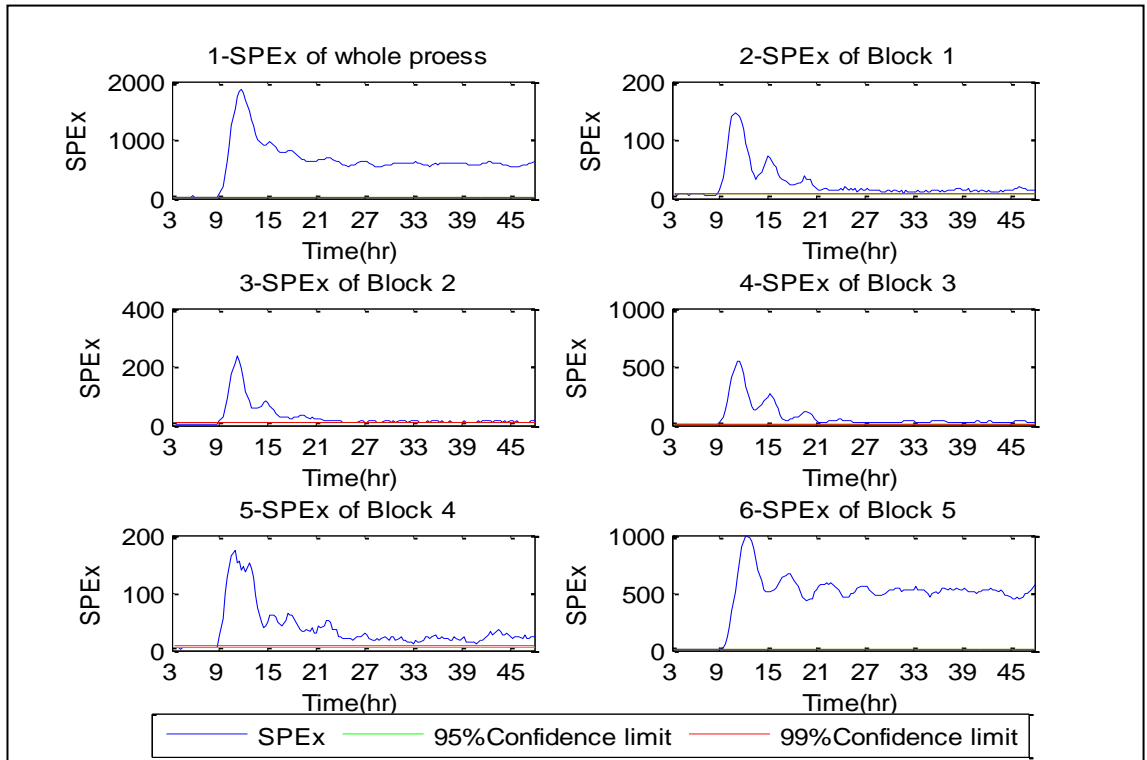 1-SPEx of whole proess
SPEx
2000
1000
0
3 9 15 21 27 33 39 45
Time(hr)
2-SPEx of Block 1
SPEx
200
100
0
3 9 15 21 27 33 39 45
Time(hr)
3-SPEx of Block 2
SPEx
400
200
0
3 9 15 21 27 33 39 45
Time(hr)
4-SPEx of Block 3
SPEx
1000
500
0
3 9 15 21 27 33 39 45
Time(hr)
5-SPEx of Block 4
SPEx
200
100
0
3 9 15 21 27 33 39 45
Time(hr)
6-SPEx of Block 5
SPEx
1000
500
0
3 9 15 21 27 33 39 45
Time(hr)
SPEx 95%Confidence limit 99%Confidence limit